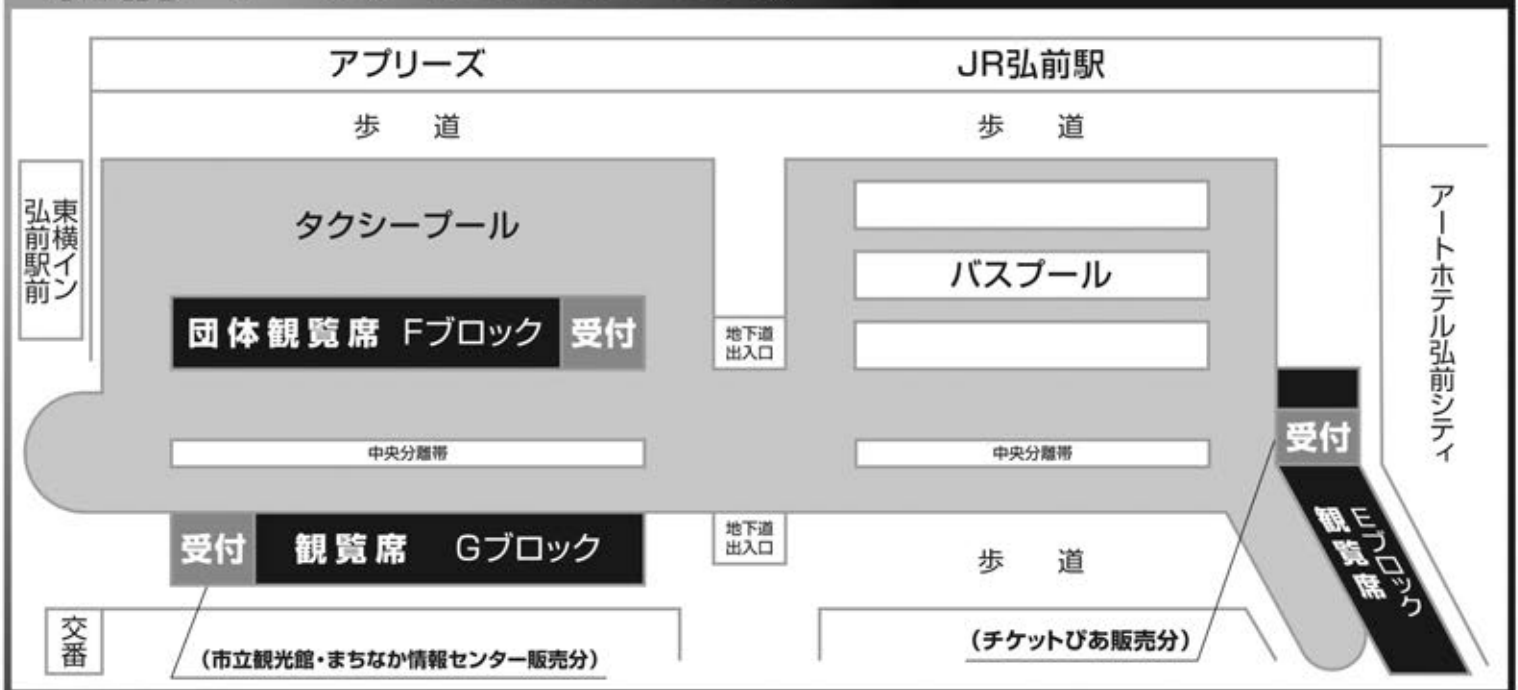 アプリーズ
JR弘前駅
歩 道
歩 道
東横イン
弘前駅前
タクシープール
バスプール
アートホテル弘前シティ
団体観覧席 Fブロック 受付
地下道
出入口
中央分離帯
中央分離帯
受付
Eブロック
観覧席
受付 観覧席 Gブロック
地下道
出入口
歩 道
交番
(市立観光館・まちなか情報センター販売分)
(チケットぴあ販売分)